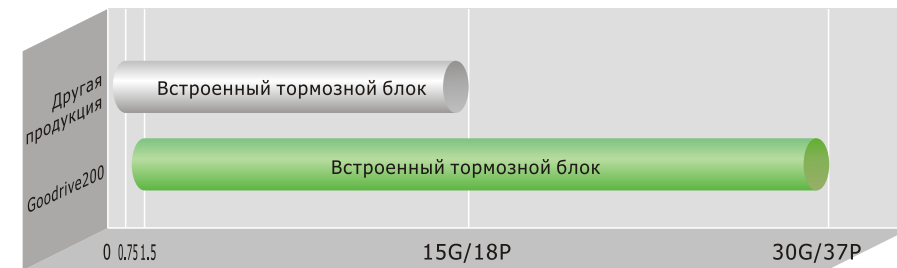 Другая
продукция
Встроенный тормозной блок
Goodrive200
Встроенный тормозной блок
0 0.75 1.5 15G/18P 30G/37P